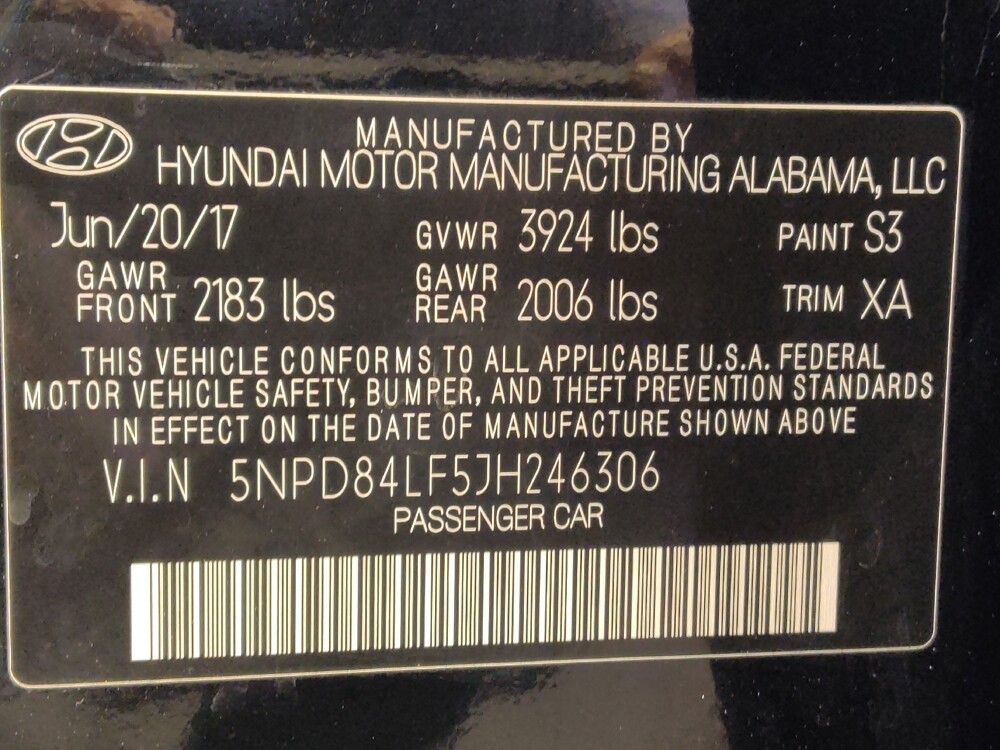 MANUFACTURED BY
HYUNDAI MOTOR MANUFACTURING ALABAMA, LLC
Jun/20/17 GVWR 3924 lbs PAINT S3
GAWR FRONT 2183 lbs GAWR REAR 2006 lbs TRIM XA
THIS VEHICLE CONFORMS TO ALL APPLICABLE U.S.A. FEDERAL
MOTOR VEHICLE SAFETY, BUMPER, AND THEFT PREVENTION STANDARDS
IN EFFECT ON THE DATE OF MANUFACTURE SHOWN ABOVE
V.I.N 5NPD84LF5JH246306
PASSENGER CAR